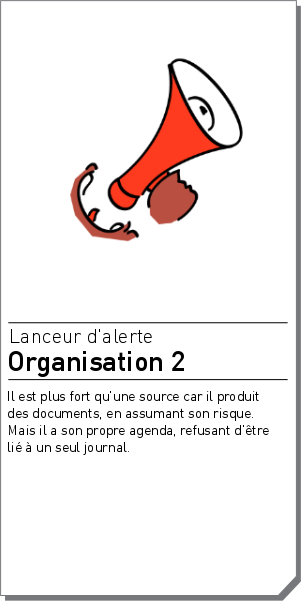 Lanceur d'alerte
Organisation 2
Il est plus fort qu'une source car il produit
des documents, en assumant son risque.
Mais il a son propre agenda, refusant d'être
lié à un seul journal.